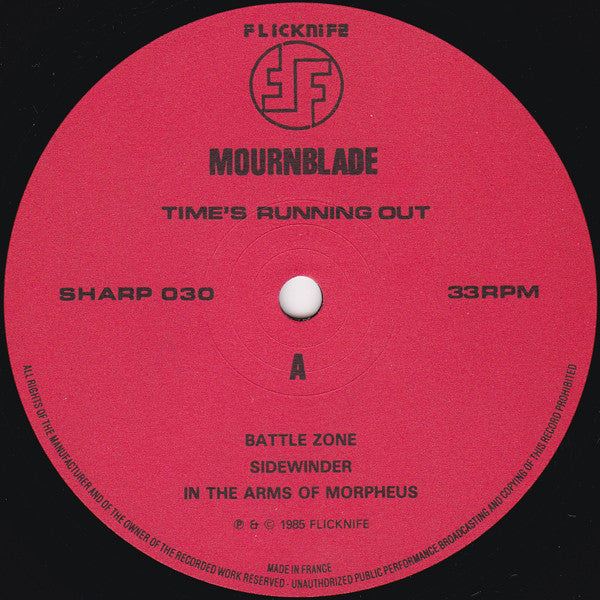 FLICKNIFE
MOURNBLADE
TIME'S RUNNING OUT
SHARP 030
33RPM
A
BATTLE ZONE
SIDEWINDER
IN THE ARMS OF MORPHEUS
℗ & © 1985 FLICKNIFE
MADE IN FRANCE
ALL RIGHTS OF THE MANUFACTURER AND OF THE OWNER OF THE RECORDED WORK RESERVED - UNAUTHORIZED PUBLIC PERFORMANCE BROADCASTING AND COPYING OF THIS RECORD PROHIBITED